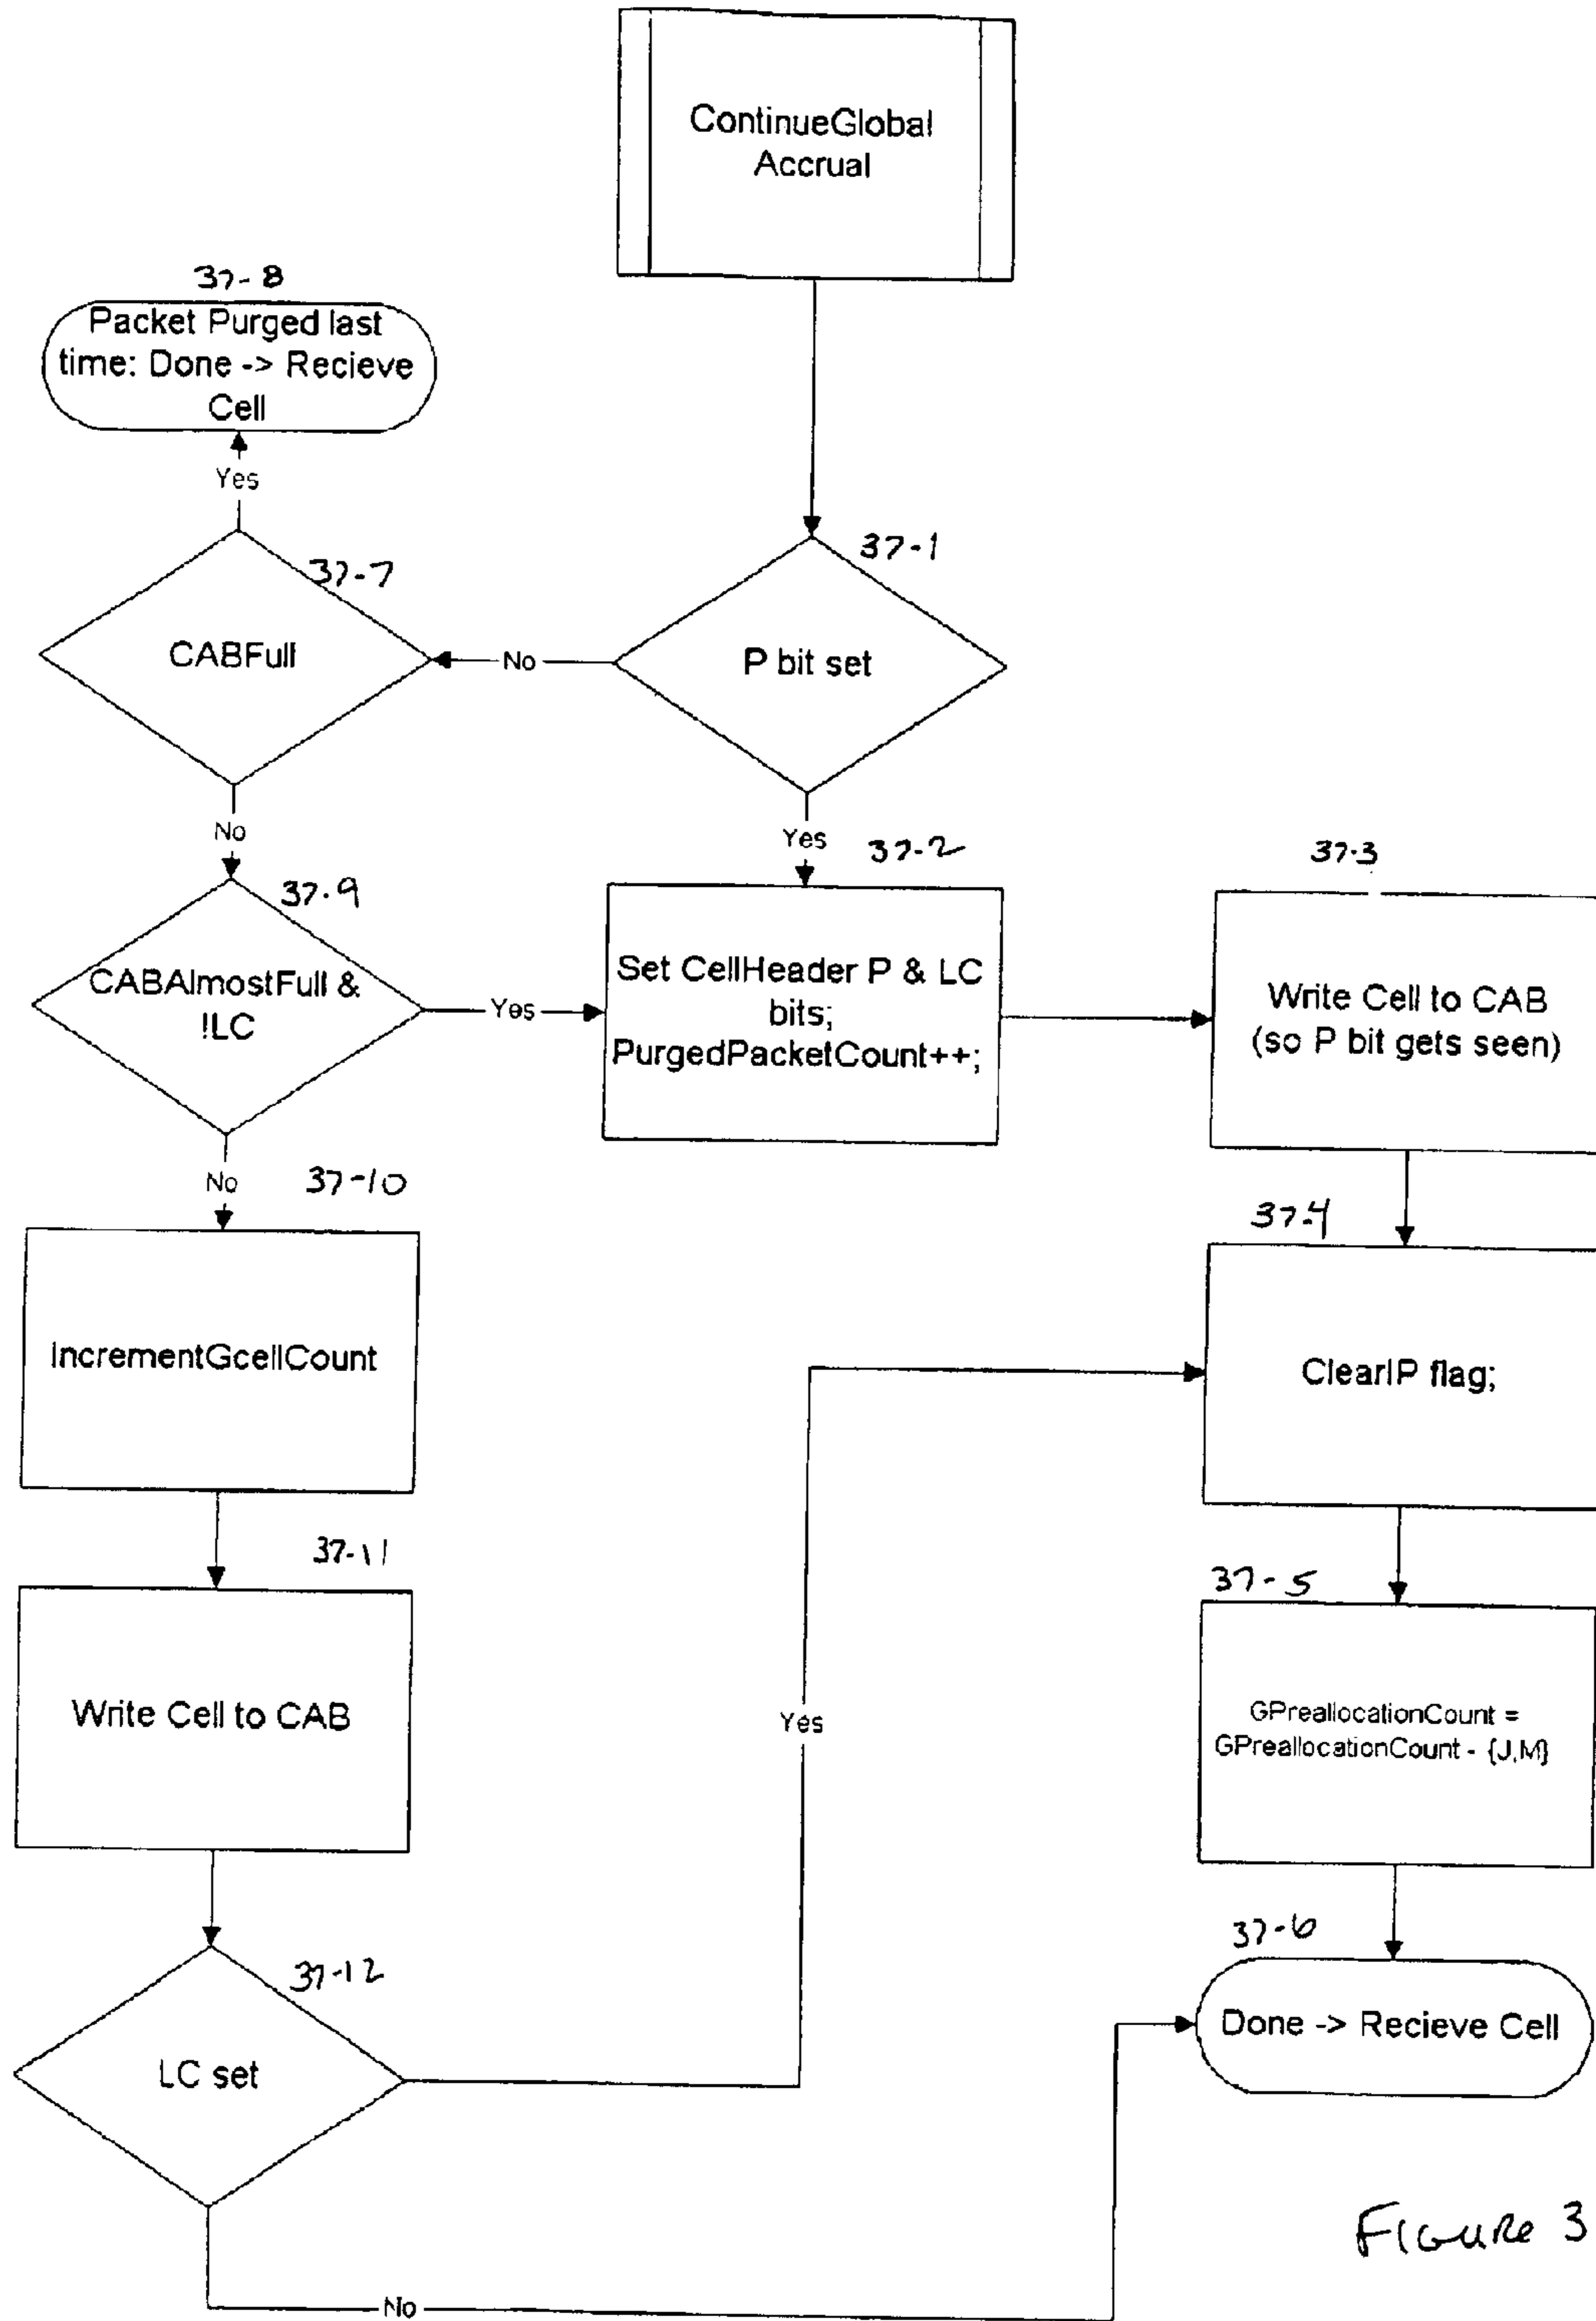 ContinueGlobal
Accrual
37-8
Packet Purged last
time: Done -> Recieve
Cell
Yes
37-7
CABFull
No
37-1
P bit set
No
Yes
37-9
CABAlmostFull &
!LC
Yes
37-2
Set CellHeader P & LC
bits;
PurgedPacketCount++;
37-3
Write Cell to CAB
(so P bit gets seen)
No
37-10
IncrementGcellCount
37-4
ClearIP flag;
37-11
Write Cell to CAB
Yes
37-5
GPreallocationCount =
GPreallocationCount - {J,M}
37-12
LC set
37-6
Done -> Recieve Cell
No
Figure 3